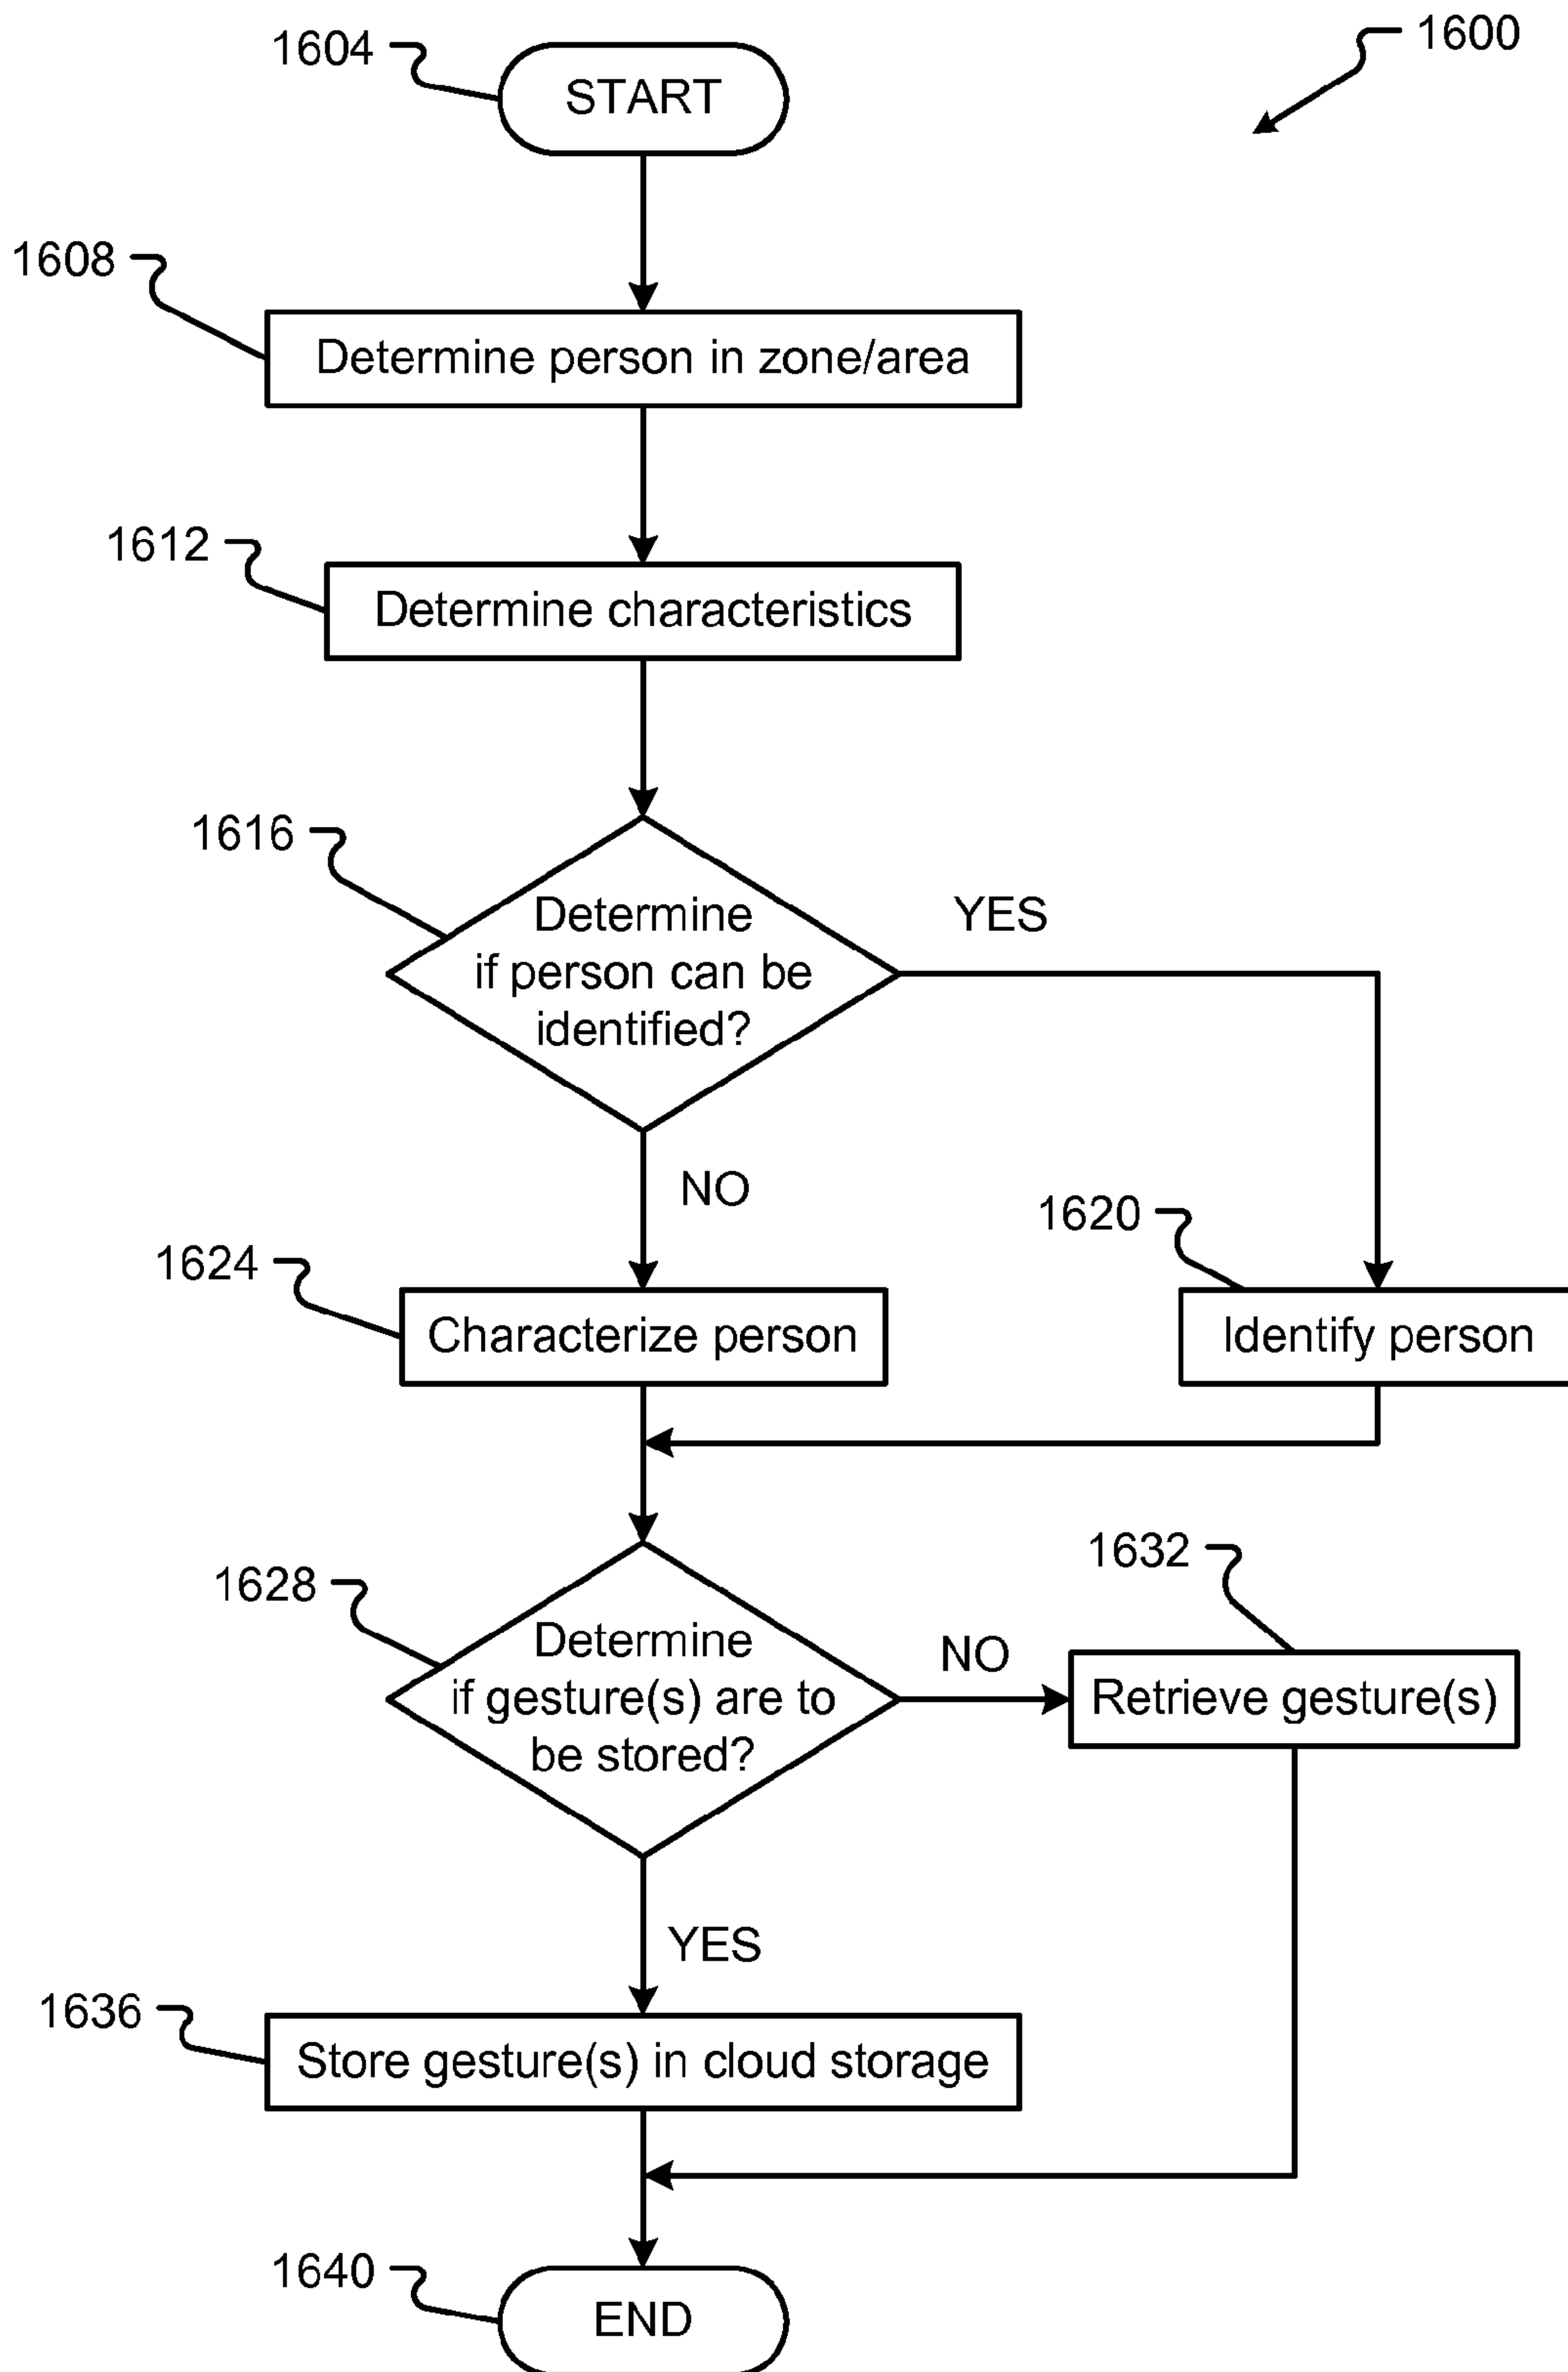 1600
1604
START
1608
Determine person in zone/area
1612
Determine characteristics
1616
Determine
if person can be
identified?
YES
NO
1620
1624
Characterize person
Identify person
1628
1632
Determine
if gesture(s) are to
be stored?
NO
Retrieve gesture(s)
YES
1636
Store gesture(s) in cloud storage
1640
END